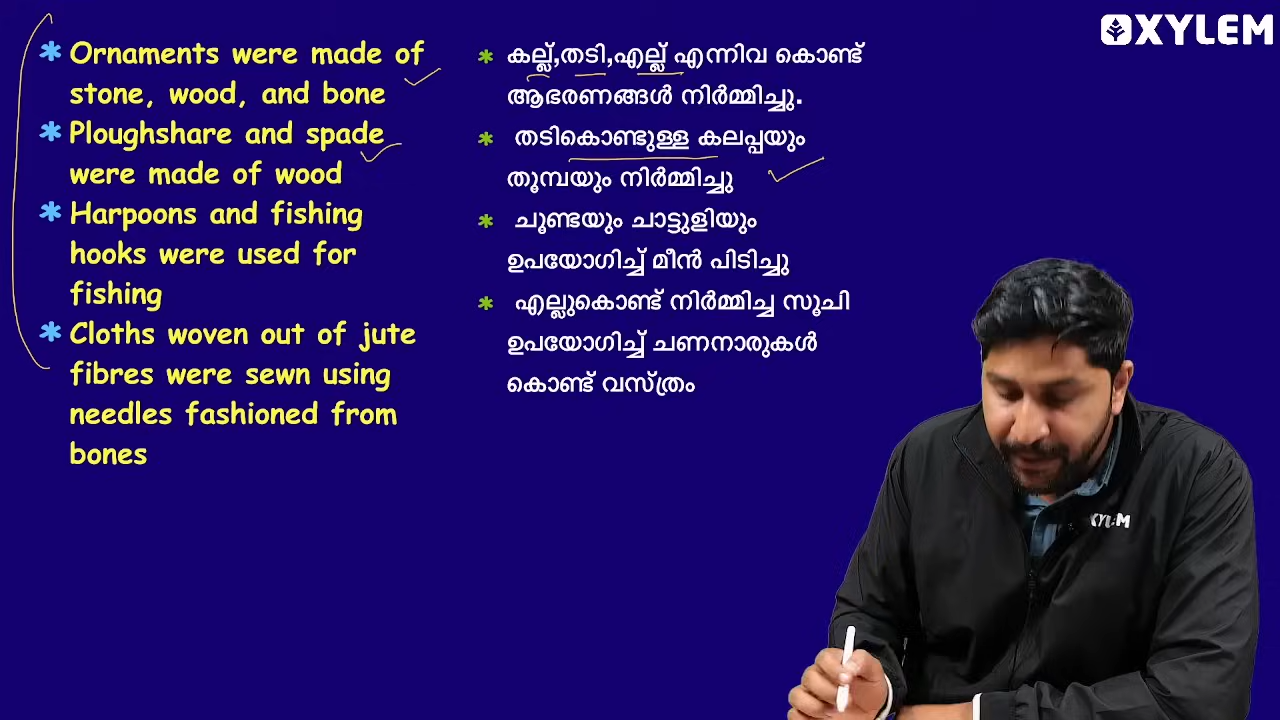 XYLEM
* Ornaments were made of
stone, wood, and bone
* Ploughshare and spade
were made of wood
* Harpoons and fishing
hooks were used for
fishing
* Cloths woven out of jute
fibres were sewn using
needles fashioned from
bones
* കല്ല്,തടി,എല്ല് എന്നിവ കൊണ്ട്
ആഭരണങ്ങൾ നിർമ്മിച്ചു.
* തടികൊണ്ടുള്ള കലപ്പയും
തൂമ്പയും നിർമ്മിച്ചു
* ചൂണ്ടയും ചാട്ടുളിയും
ഉപയോഗിച്ച് മീൻ പിടിച്ചു
* എല്ലുകൊണ്ട് നിർമ്മിച്ച സൂചി
ഉപയോഗിച്ച് ചണനാരുകൾ
കൊണ്ട് വസ്ത്രം
XYLEM